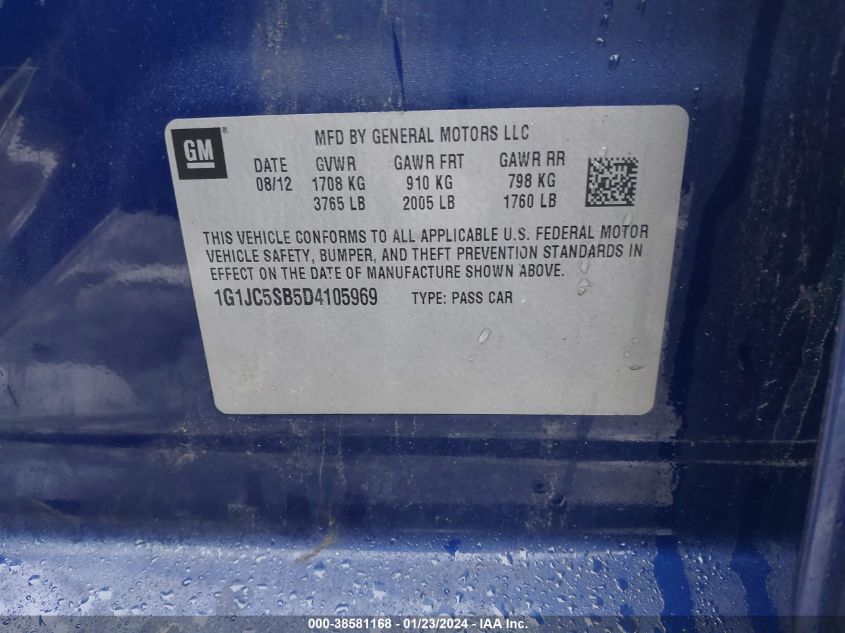 GM ®
MFD BY GENERAL MOTORS LLC
DATE GVWR GAWR FRT GAWR RR
08/12 1708 KG 910 KG 798 KG
3765 LB 2005 LB 1760 LB
THIS VEHICLE CONFORMS TO ALL APPLICABLE U.S. FEDERAL MOTOR
VEHICLE SAFETY, BUMPER, AND THEFT PREVENTION STANDARDS IN
EFFECT ON THE DATE OF MANUFACTURE SHOWN ABOVE.
1G1JC5SB5D4105969 TYPE: PASS CAR
000-38581168 - 01/23/2024 - IAA Inc.